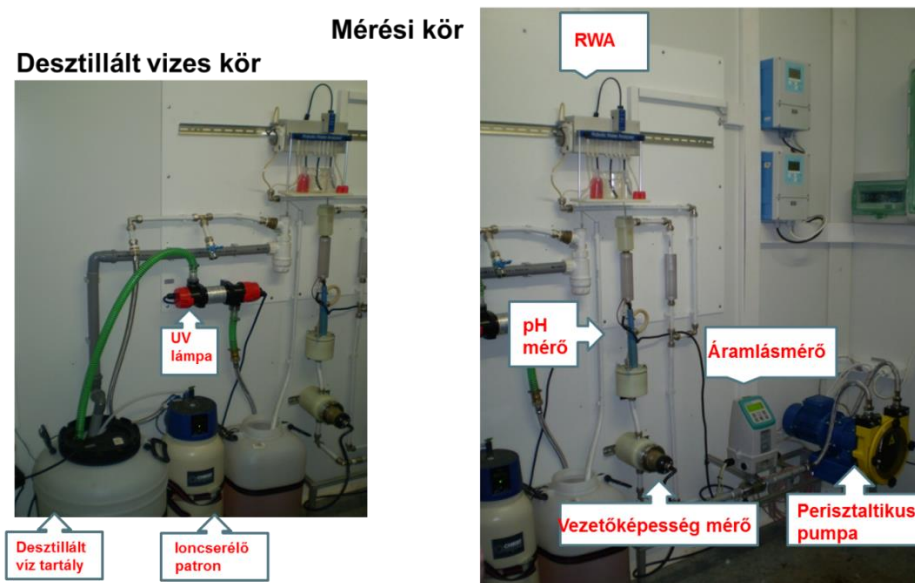 Mérési kör
Desztillált vizes kör
UV
lámpa
Desztillált
víz tartály
Ioncserélő
patron
RWA
pH
mérő
Áramlásmérő
Vezetőképesség mérő
Perisztaltikus
pumpa